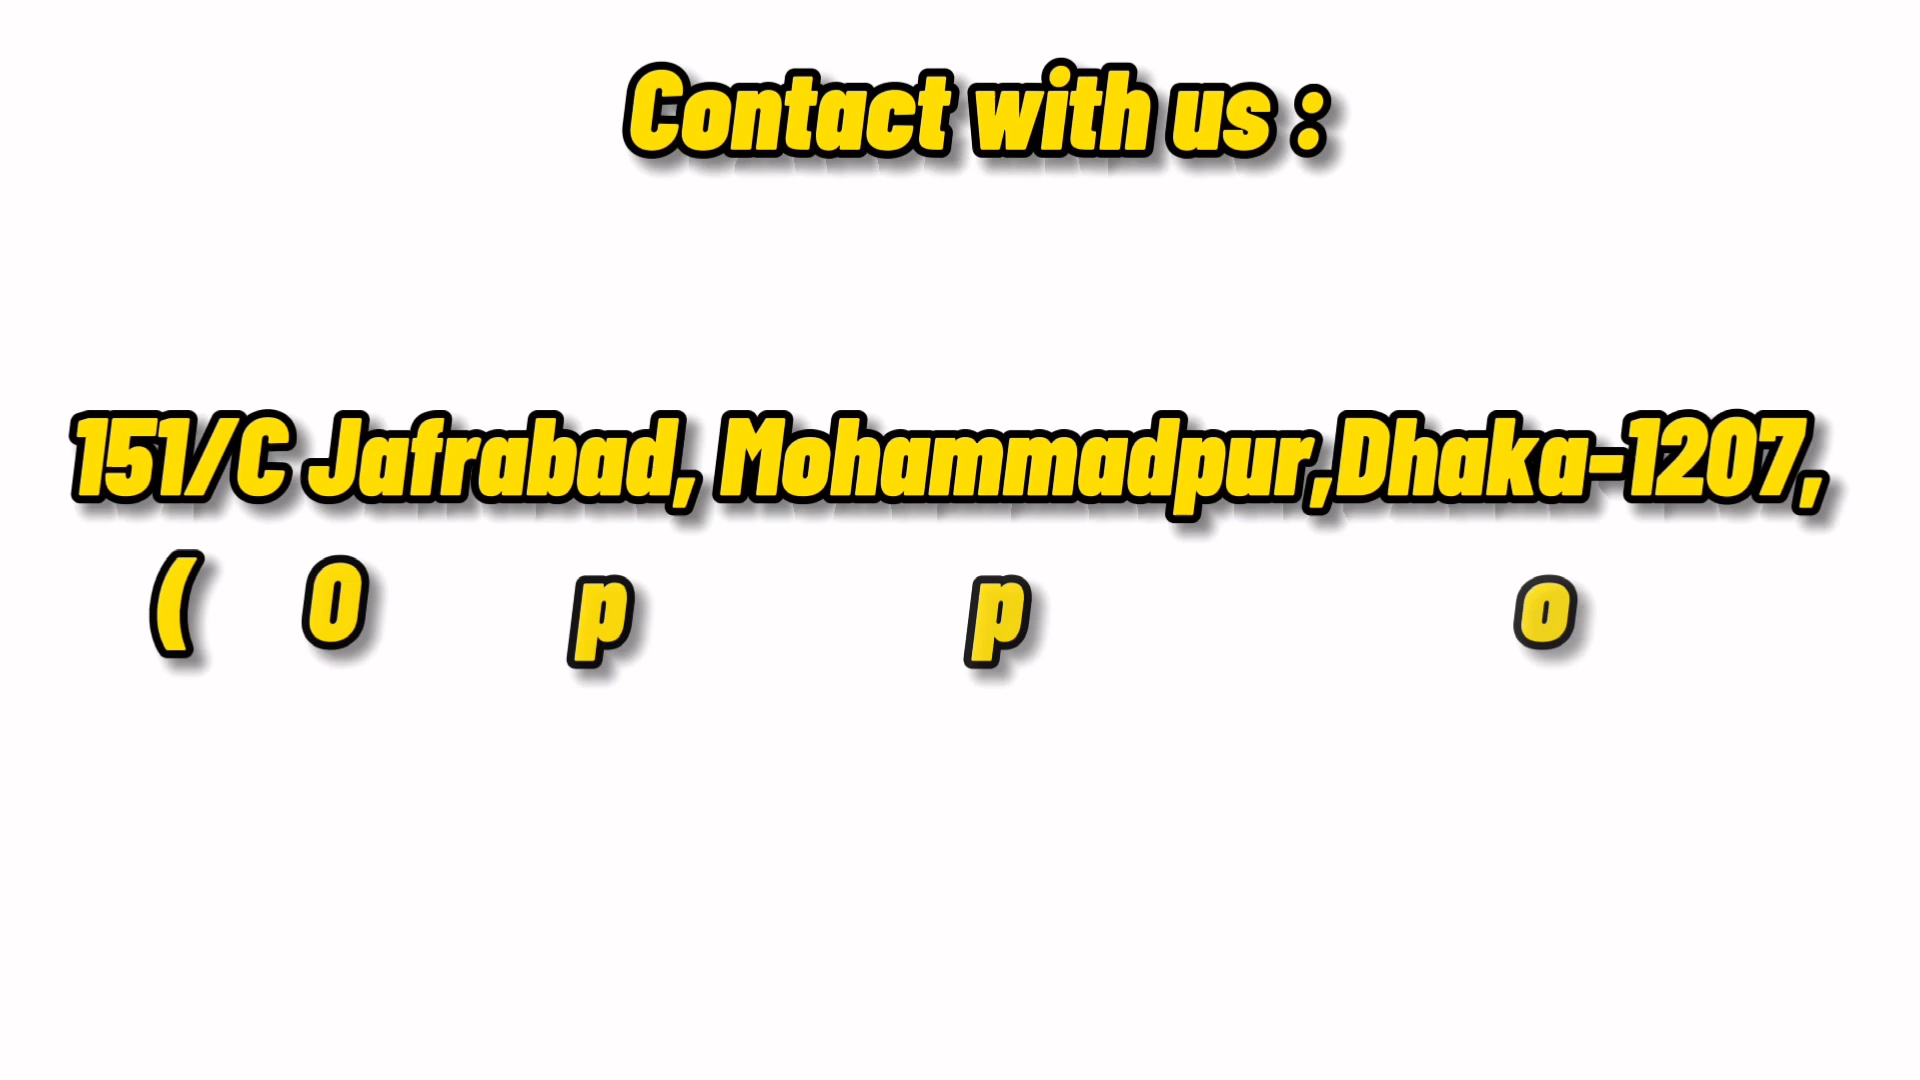 Contact with us :
151/C Jafrabad, Mohammadpur,Dhaka-1207,
( O p p o